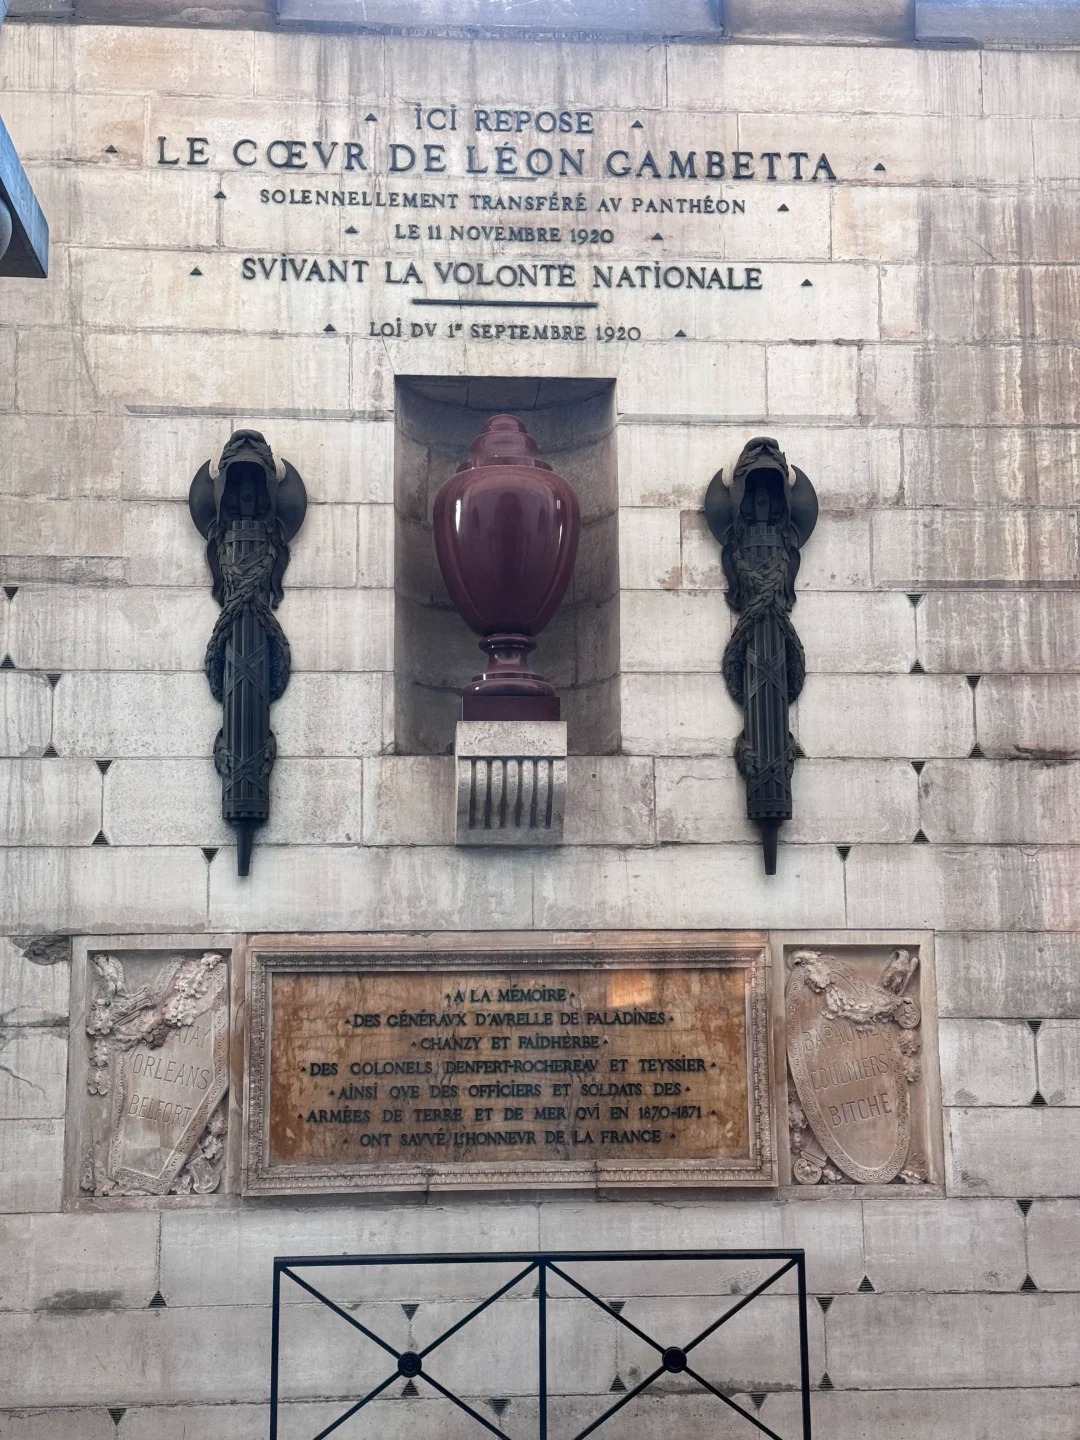 ICI REPOSE
LE CŒVR DE LÉON GAMBETTA
SOLENNELLEMENT TRANSFÉRÉ AV PANTHÉON
LE 11 NOVEMBRE 1920
SVIVANT LA VOLONTE NATIONALE
LOI DV 1ER SEPTEMBRE 1920
A LA MÉMOIRE
DES GÉNÉRAVX D'AVRELLE DE PALADINES
CHANZY ET FAIDHERBE
DES COLONELS DENFERT-ROCHEREAV ET TEYSSIER
AINSI QVE DES OFFICIERS ET SOLDATS DES
ARMÉES DE TERRE ET DE MER QVI EN 1870-1871
ONT SAVVÉ L'HONNEVR DE LA FRANCE
ORLEANS
BELFORT
BAPAUME
COULMIERS
BITCHE